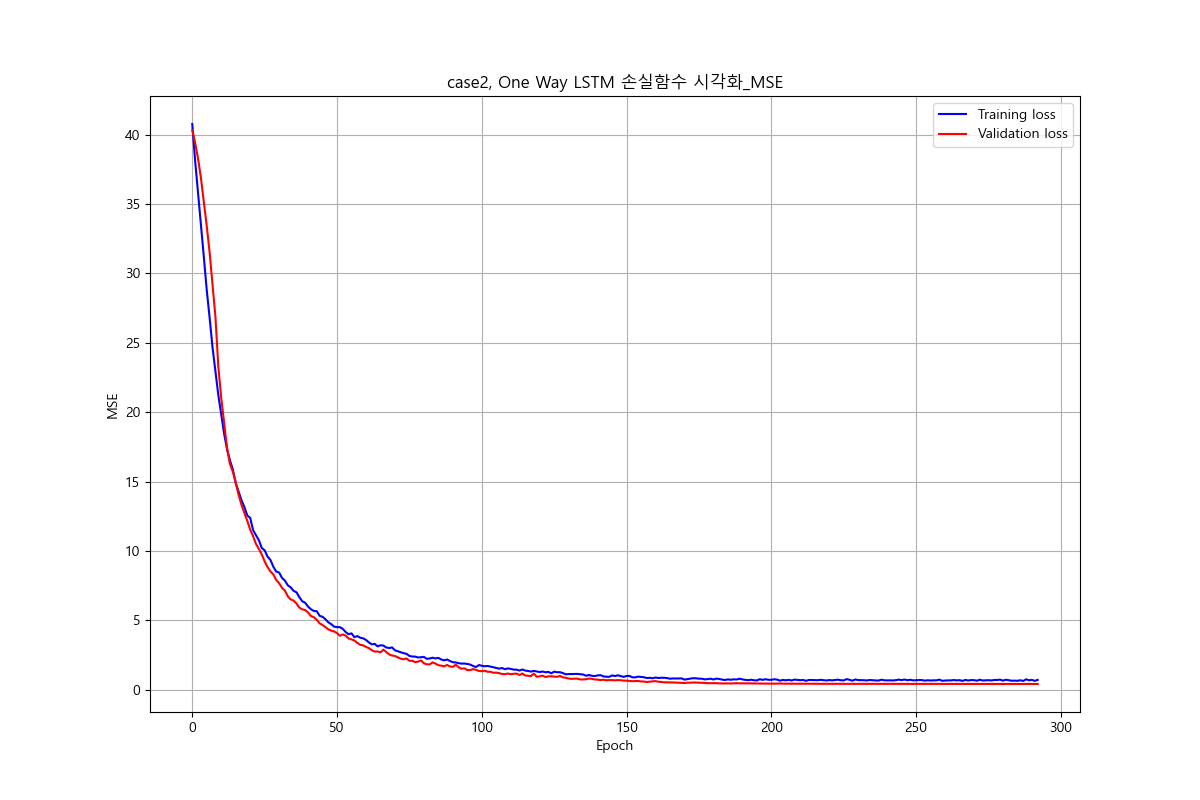 case2, One Way LSTM 손실함수 시각화_MSE
Training loss
Validation loss
40
35
30
25
20
15
10
5
0
MSE
0 50 100 150 200 250 300
Epoch